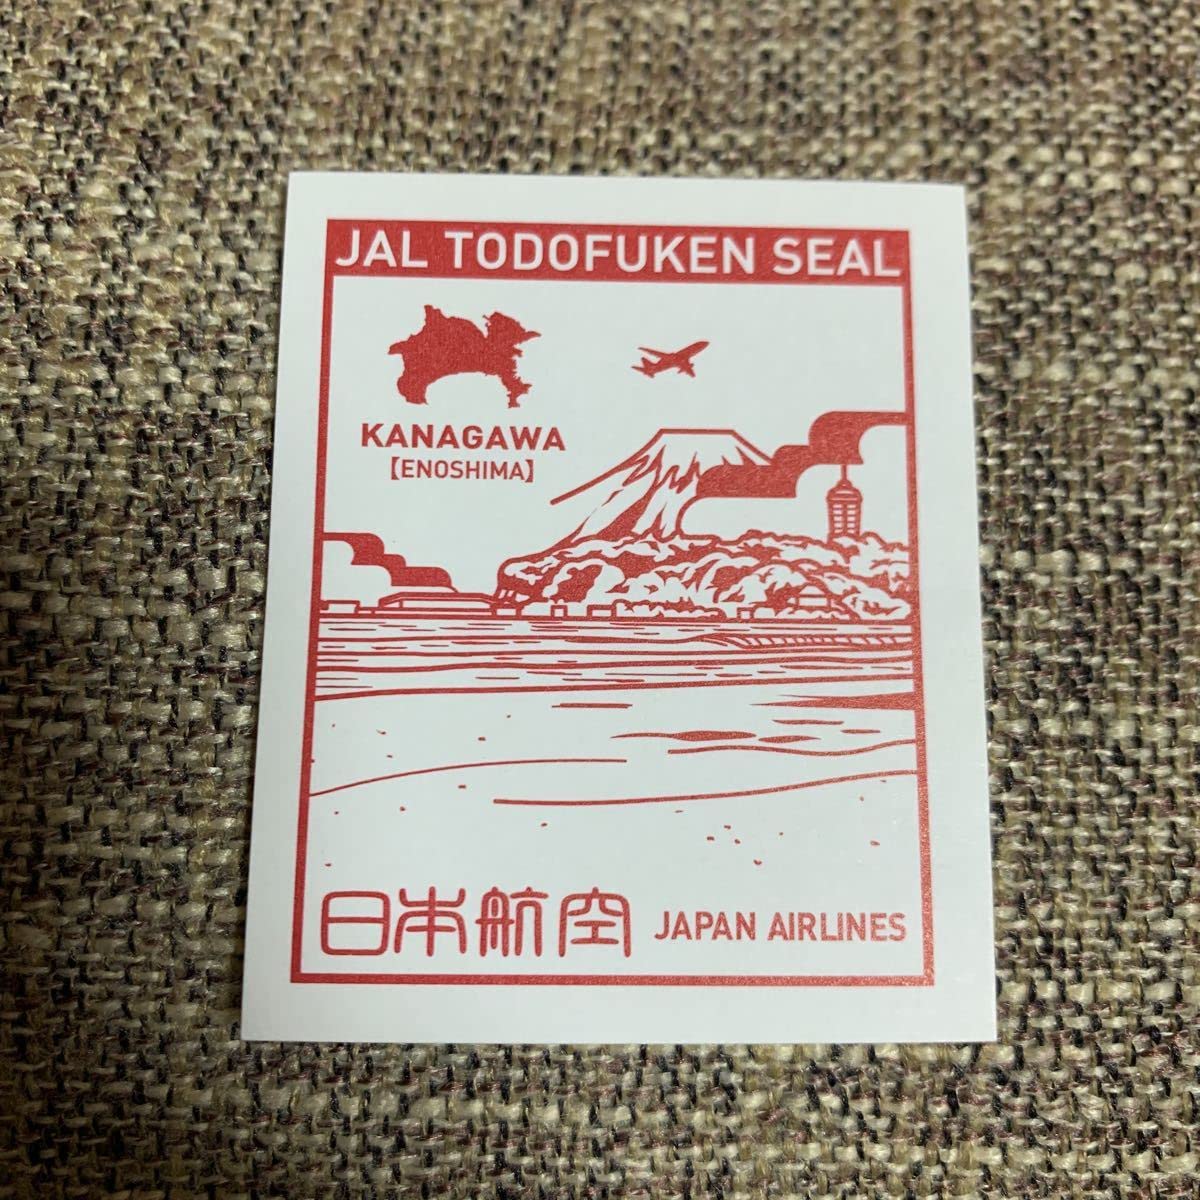 JAL TODOFUKEN SEAL
KANAGAWA
【ENOSHIMA】
日本航空 JAPAN AIRLINES